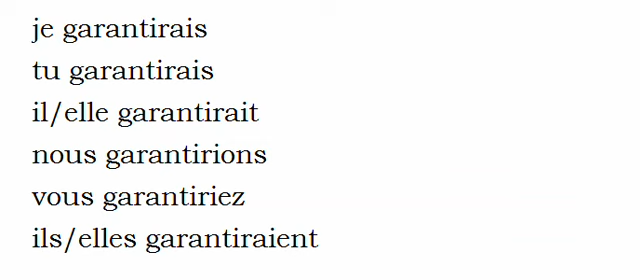 je garantirais
tu garantirais
il/elle garantirait
nous garantirions
vous garantiriez
ils/elles garantiraient